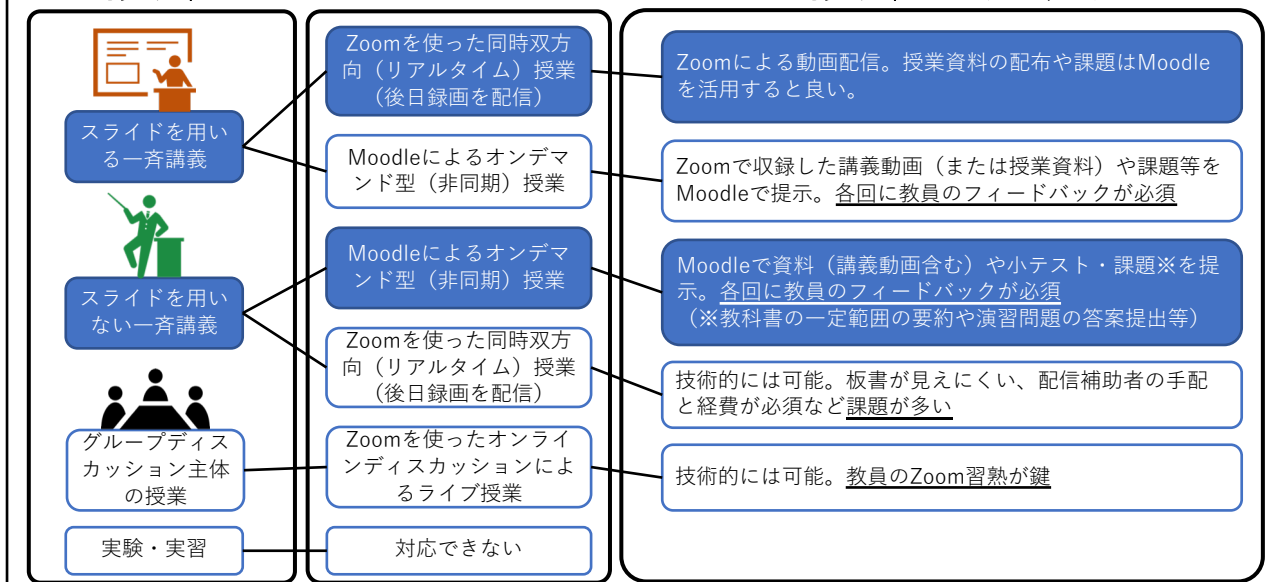 スライドを用い
る一斉講義
Zoomを使った同時双方
向（リアルタイム）授業
（後日録画を配信）
Zoomによる動画配信。授業資料の配布や課題はMoodle
を活用すると良い。
Moodleによるオンデマ
ンド型（非同期）授業
Zoomで収録した講義動画（または授業資料）や課題等を
Moodleで提示。各回に教員のフィードバックが必須
スライドを用い
ない一斉講義
Moodleによるオンデマ
ンド型（非同期）授業
Moodleで資料（講義動画含む）や小テスト・課題※を提
示。各回に教員のフィードバックが必須
（※教科書の一定範囲の要約や演習問題の答案提出等）
Zoomを使った同時双方
向（リアルタイム）授業
（後日録画を配信）
技術的には可能。板書が見えにくい、配信補助者の手配
と経費が必須など課題が多い
グループディス
カッション主体
の授業
Zoomを使ったオンライ
ンディスカッションによ
るライブ授業
技術的には可能。教員のZoom習熟が鍵
実験・実習
対応できない